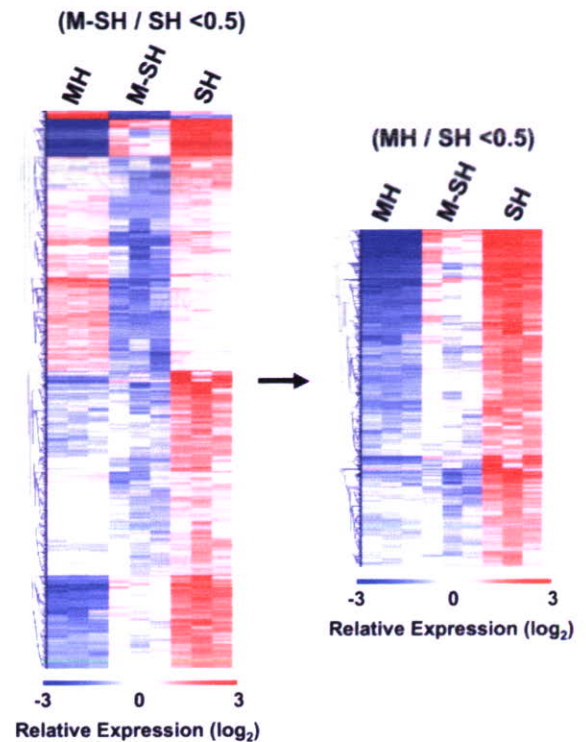 (M-SH / SH <0.5)
MH M-SH SH
-3 0 3
Relative Expression (log2)
(MH / SH <0.5)
MH M-SH SH
-3 0 3
Relative Expression (log2)